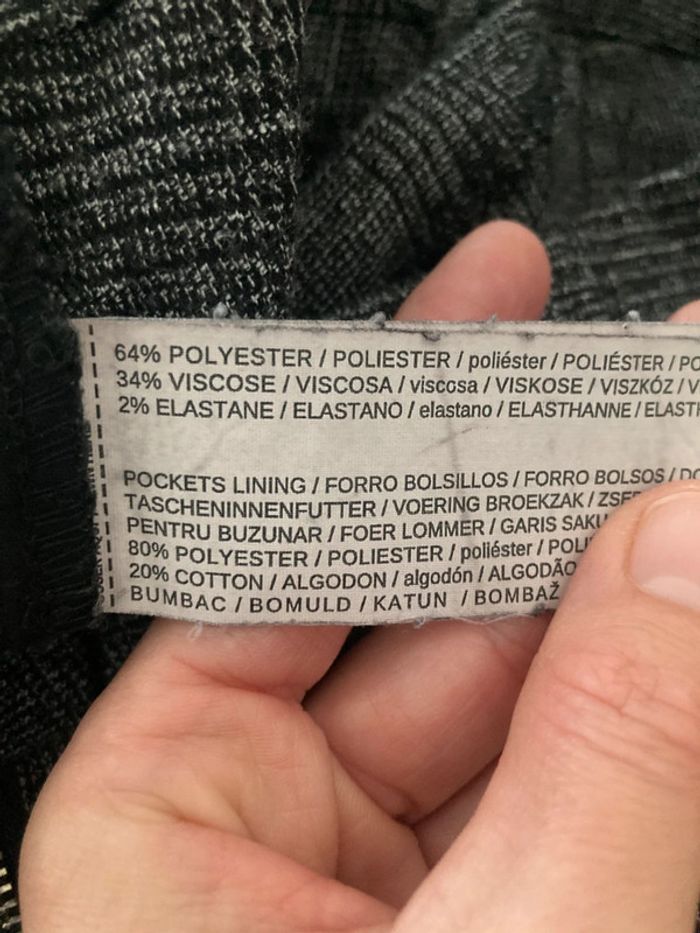 64% POLYESTER / POLIESTER / poliéster / POLIÉSTER /
34% VISCOSE / VISCOSA / viscosa / VISKOSE / VISZKÓZ /
2% ELASTANE / ELASTANO / elastano / ELASTHANNE /
POCKETS LINING / FORRO BOLSILLOS / FORRO BOLSOS /
TASCHENINNENFUTTER / VOERING BROEKZAK /
PENTRU BUZUNAR / FOER LOMMER / GARIS
80% POLYESTER / POLIESTER / poliéster /
20% COTTON / ALGODON / algodón / ALGODÃO
BUMBAC / BOMULD / KATUN / BOMBAŽ